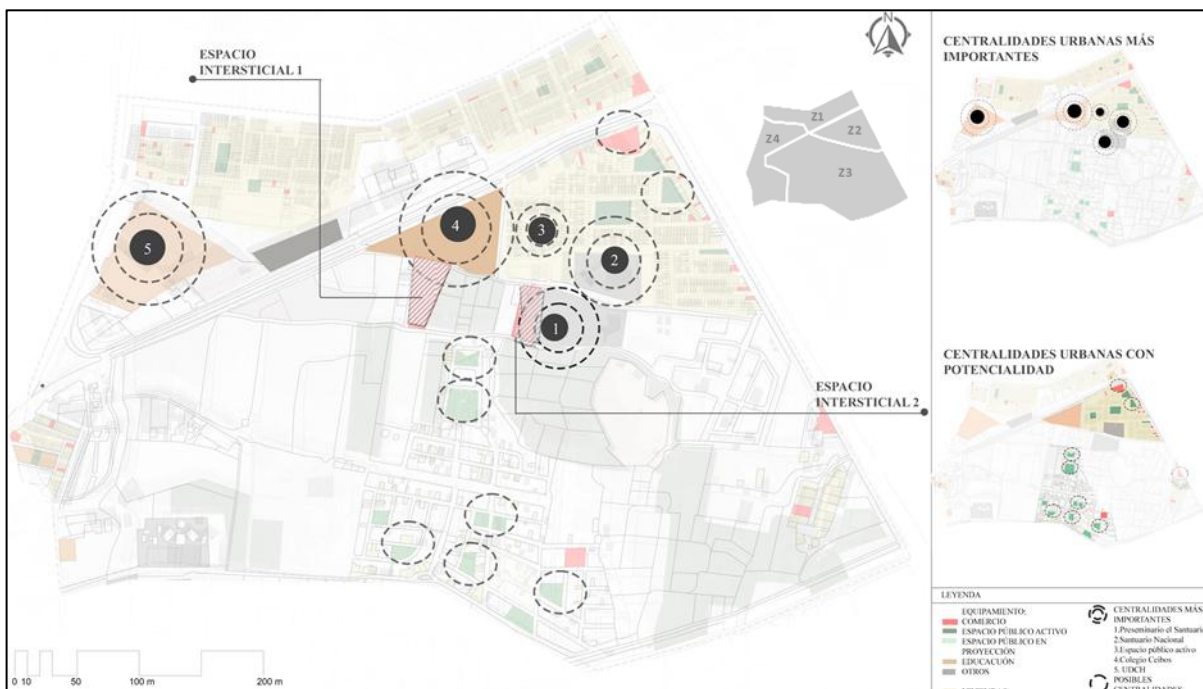 ESPACIO
INTERSTICIAL 1
N
Z1
Z2
Z4
Z3
5
4
3
2
1
ESPACIO
INTERSTICIAL 2
0 10
50
100 m
200 m
CENTRALIDADES URBANAS MÁS
IMPORTANTES
CENTRALIDADES URBANAS CON
POTENCIALIDAD
LEYENDA
EQUIPAMIENTO:
COMERCIO
ESPACIO PÚBLICO ACTIVO
ESPACIO PÚBLICO EN
PROYECCIÓN
EDUCACUÓN
OTROS
CENTRALIDADES MÁS
IMPORTANTES
1.Preseminario el Santuario
2.Santuario Nacional
3.Espacio público activo
4.Colegio Ceibos
5. UDCH
POSIBLES